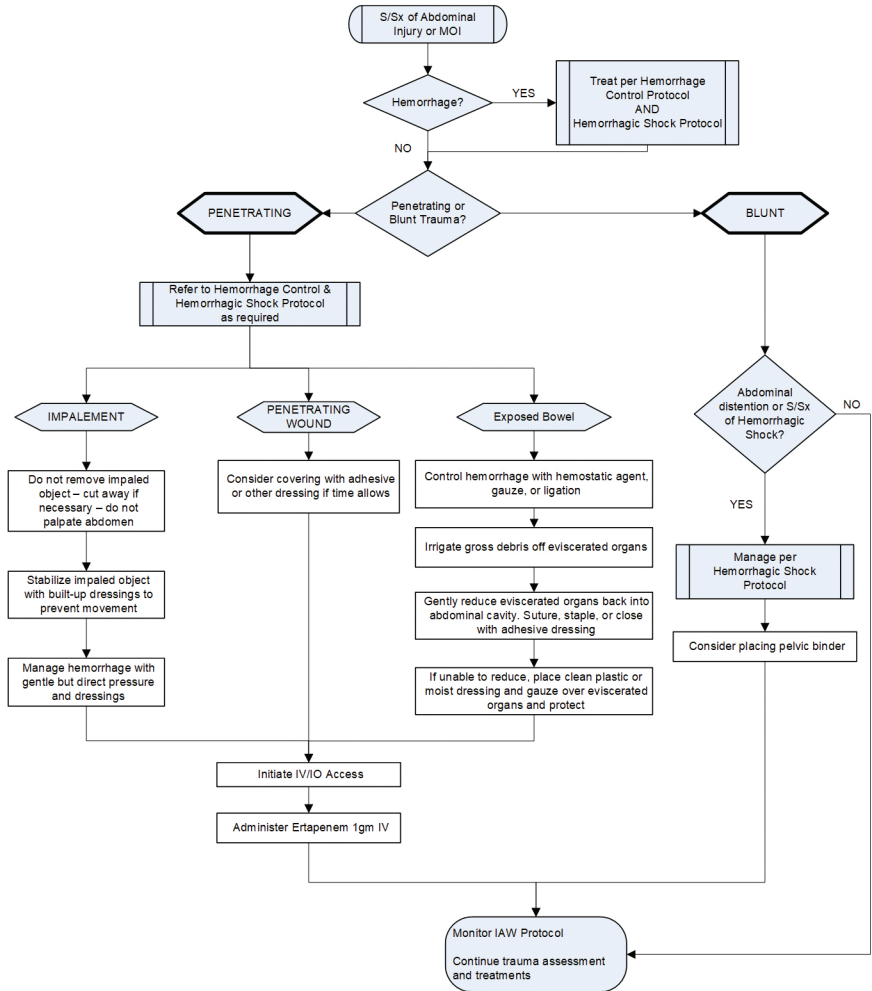 S/Sx of Abdominal
Injury or MOI
Hemorrhage?
YES
Treat per Hemorrhage
Control Protocol
AND
Hemorrhagic Shock Protocol
NO
Penetrating or
Blunt Trauma?
PENETRATING
BLUNT
Refer to Hemorrhage Control &
Hemorrhagic Shock Protocol
as required
IMPALEMENT
PENETRATING
WOUND
Exposed Bowel
Abdominal
distention or S/Sx
of Hemorrhagic
Shock?
NO
YES
Do not remove impaled
object – cut away if
necessary – do not
palpate abdomen
Stabilize impaled object
with built-up dressings to
prevent movement
Manage hemorrhage with
gentle but direct pressure
and dressings
Consider covering with adhesive
or other dressing if time allows
Control hemorrhage with hemostatic agent,
gauze, or ligation
Irrigate gross debris off eviscerated organs
Gently reduce eviscerated organs back into
abdominal cavity. Suture, staple, or close
with adhesive dressing
If unable to reduce, place clean plastic or
moist dressing and gauze over eviscerated
organs and protect
Manage per
Hemorrhagic Shock
Protocol
Consider placing pelvic binder
Initiate IV/IO Access
Administer Ertapenem 1gm IV
Monitor IAW Protocol
Continue trauma assessment
and treatments